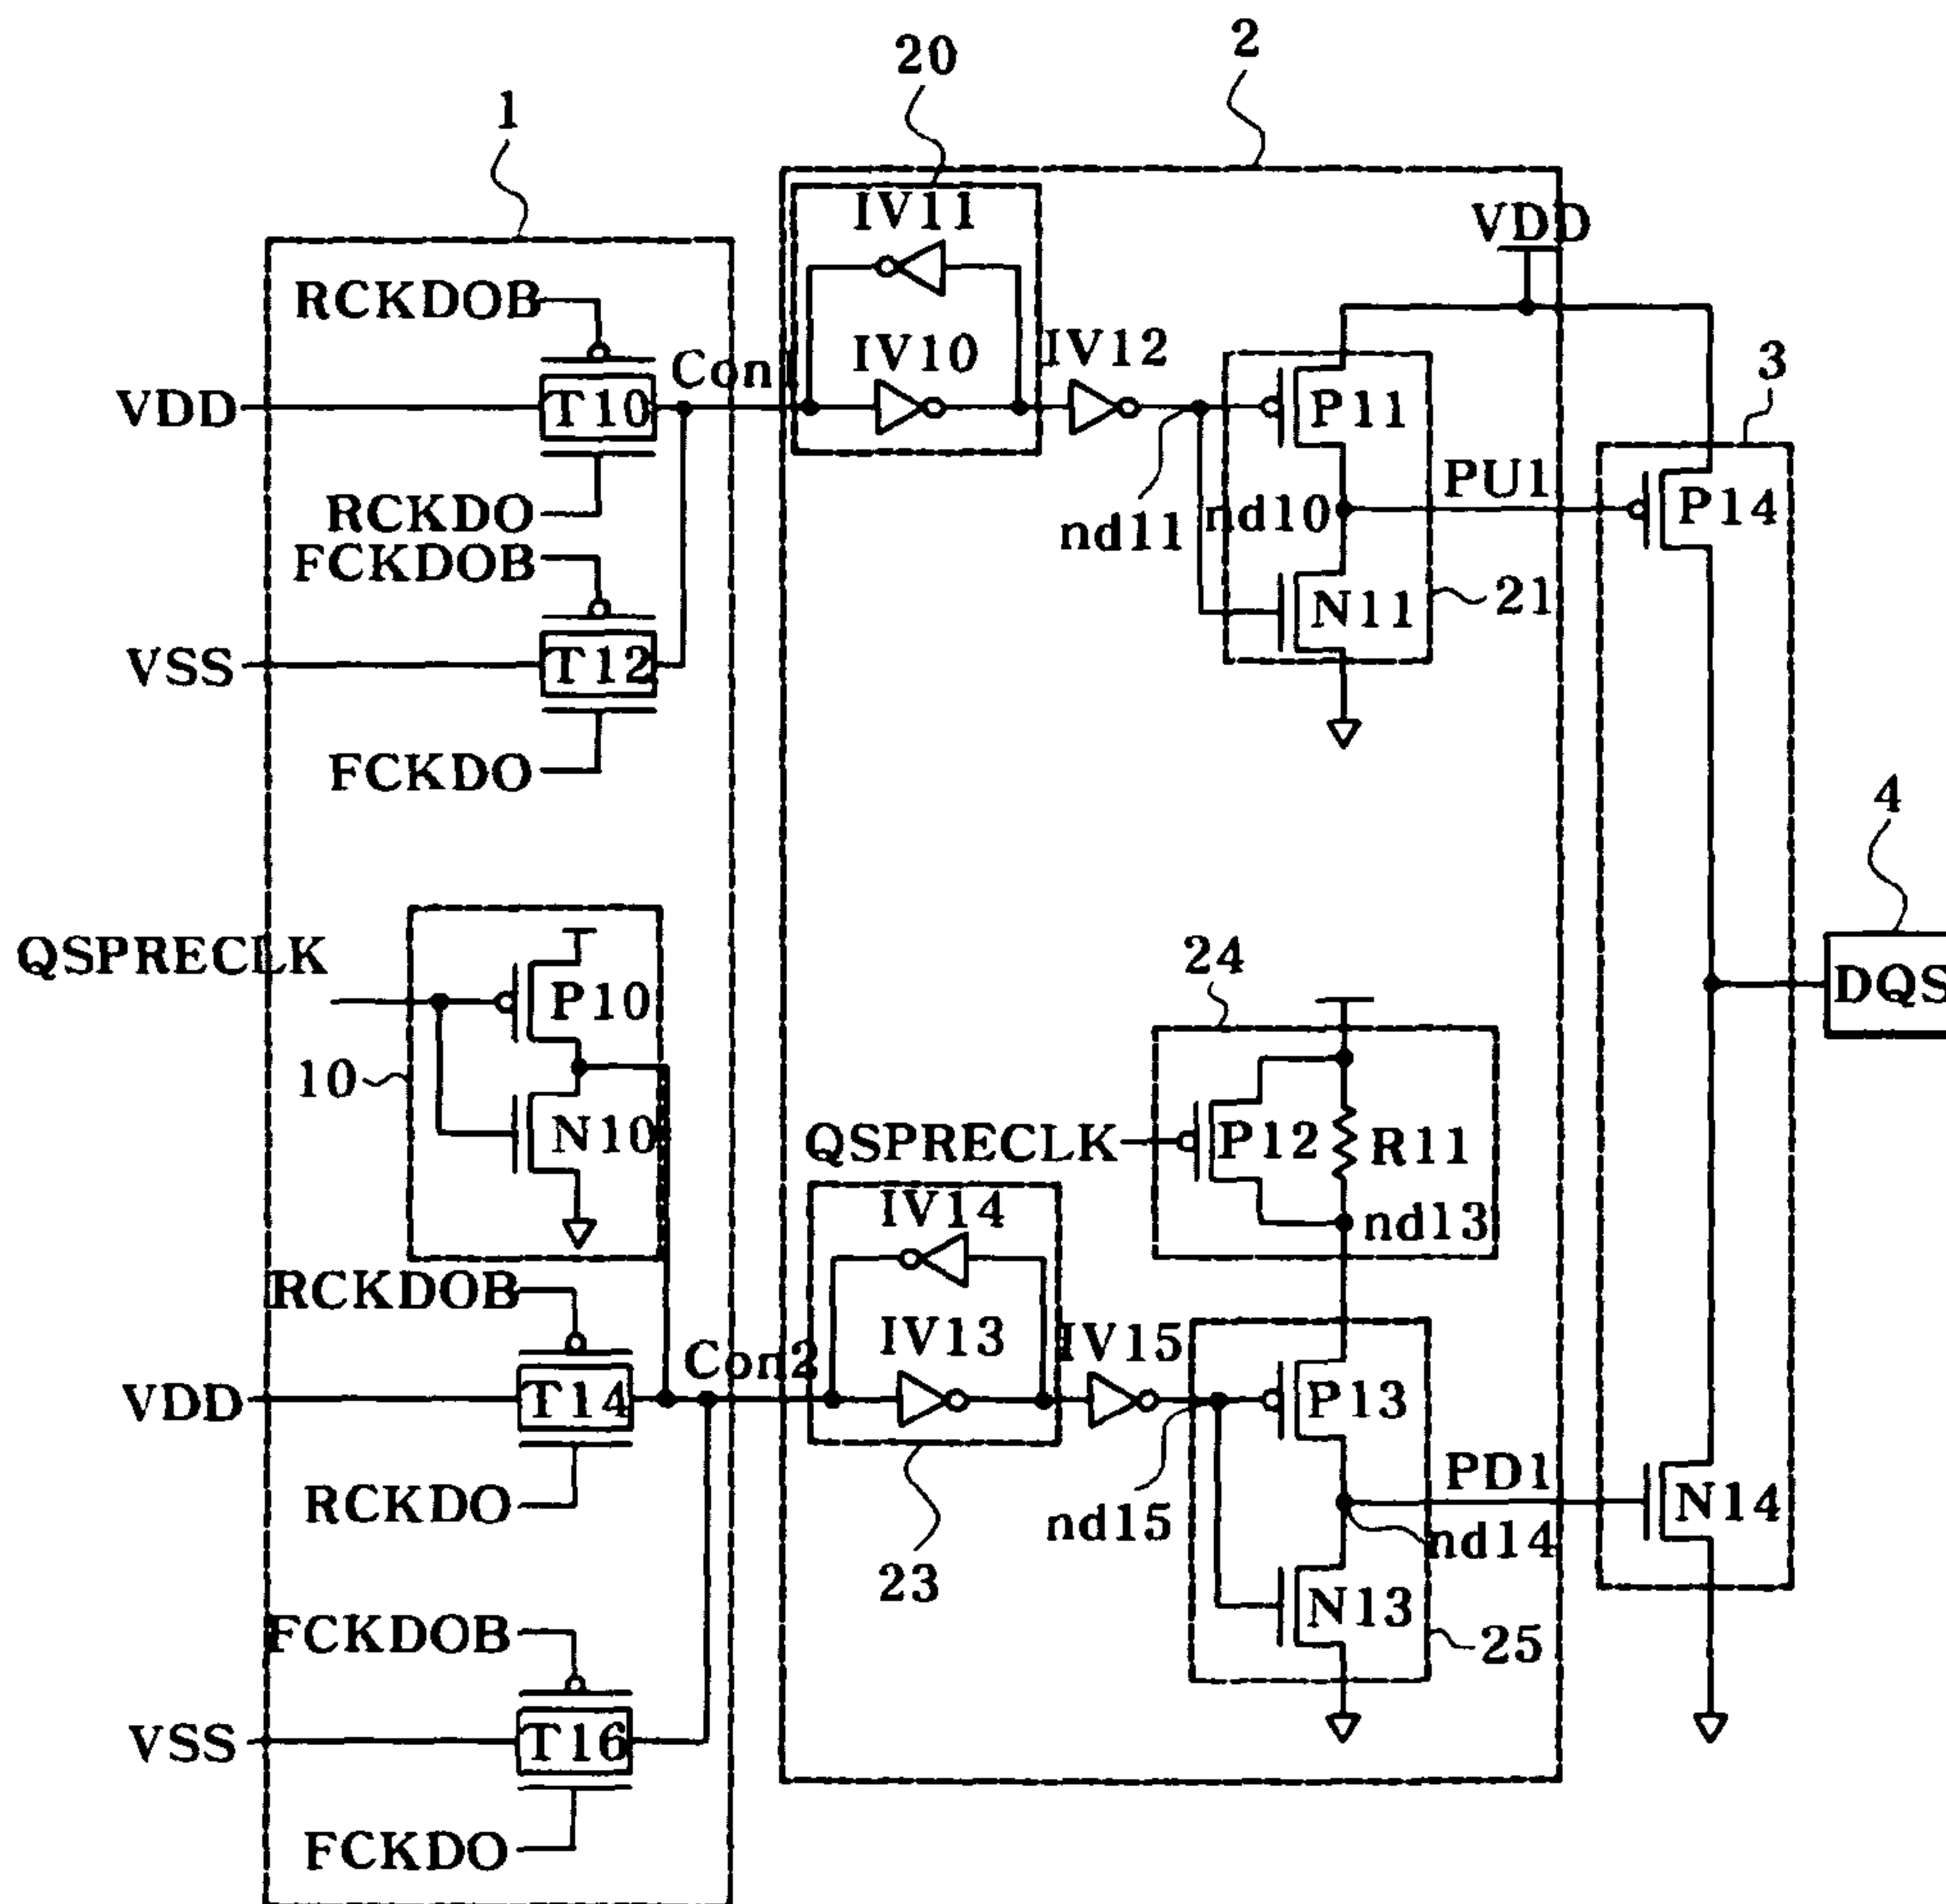 2
20
1
IV11
VDD
RCKDOB
IV10
IV12
3
Con1
VDD
T10
P11
PU1
P14
RCKDO
nd11
nd10
FCKDOB
N11
21
VSS
T12
FCKDO
4
QSPRECLK
24
DQS
P10
10
N10
QSPRECLK
P12
R11
IV14
nd13
RCKDOB
IV13
IV15
Con2
VDD
T14
P13
PD1
N14
RCKDO
nd15
nd14
23
N13
FCKDOB
25
VSS
T16
FCKDO